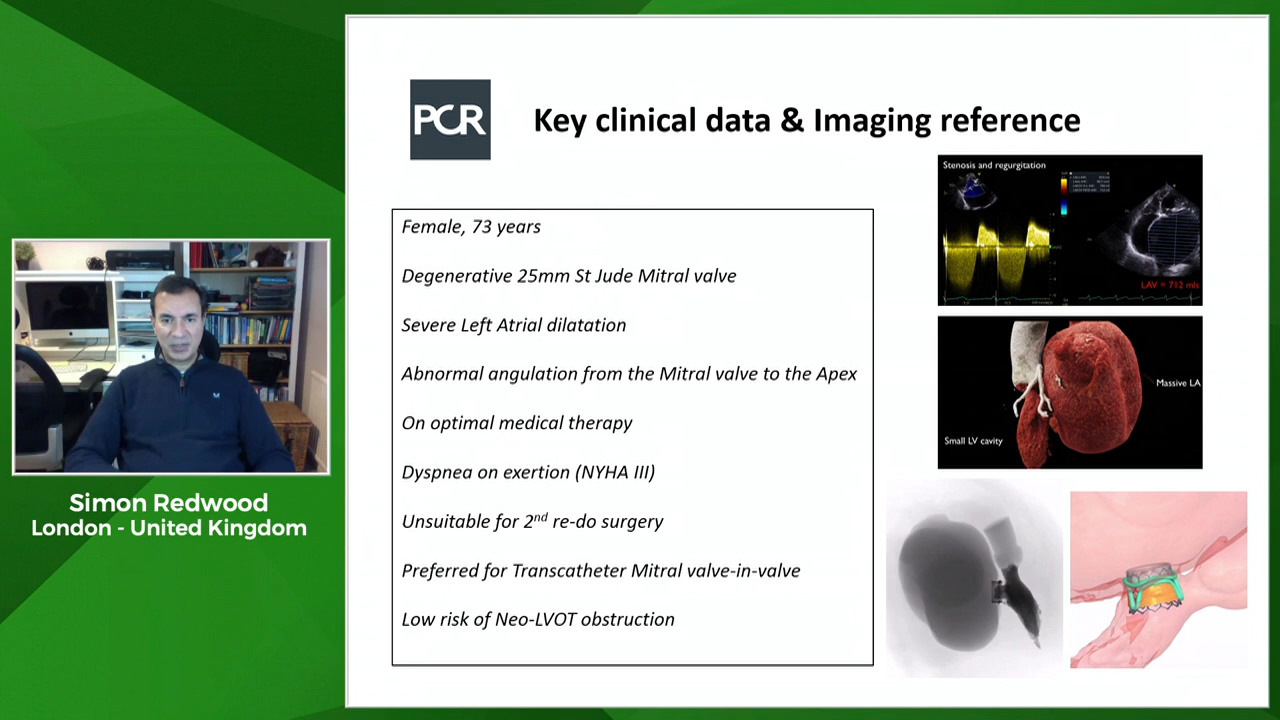 PCR
Key clinical data & Imaging reference
Female, 73 years
Degenerative 25mm St Jude Mitral valve
Severe Left Atrial dilatation
Abnormal angulation from the Mitral valve to the Apex
On optimal medical therapy
Dyspnea on exertion (NYHA III)
Unsuitable for 2nd re-do surgery
Preferred for Transcatheter Mitral valve-in-valve
Low risk of Neo-LVOT obstruction
Stenosis and regurgitation
LAV = 712 mls
Massive LA
Small LV cavity
Simon Redwood
London - United Kingdom